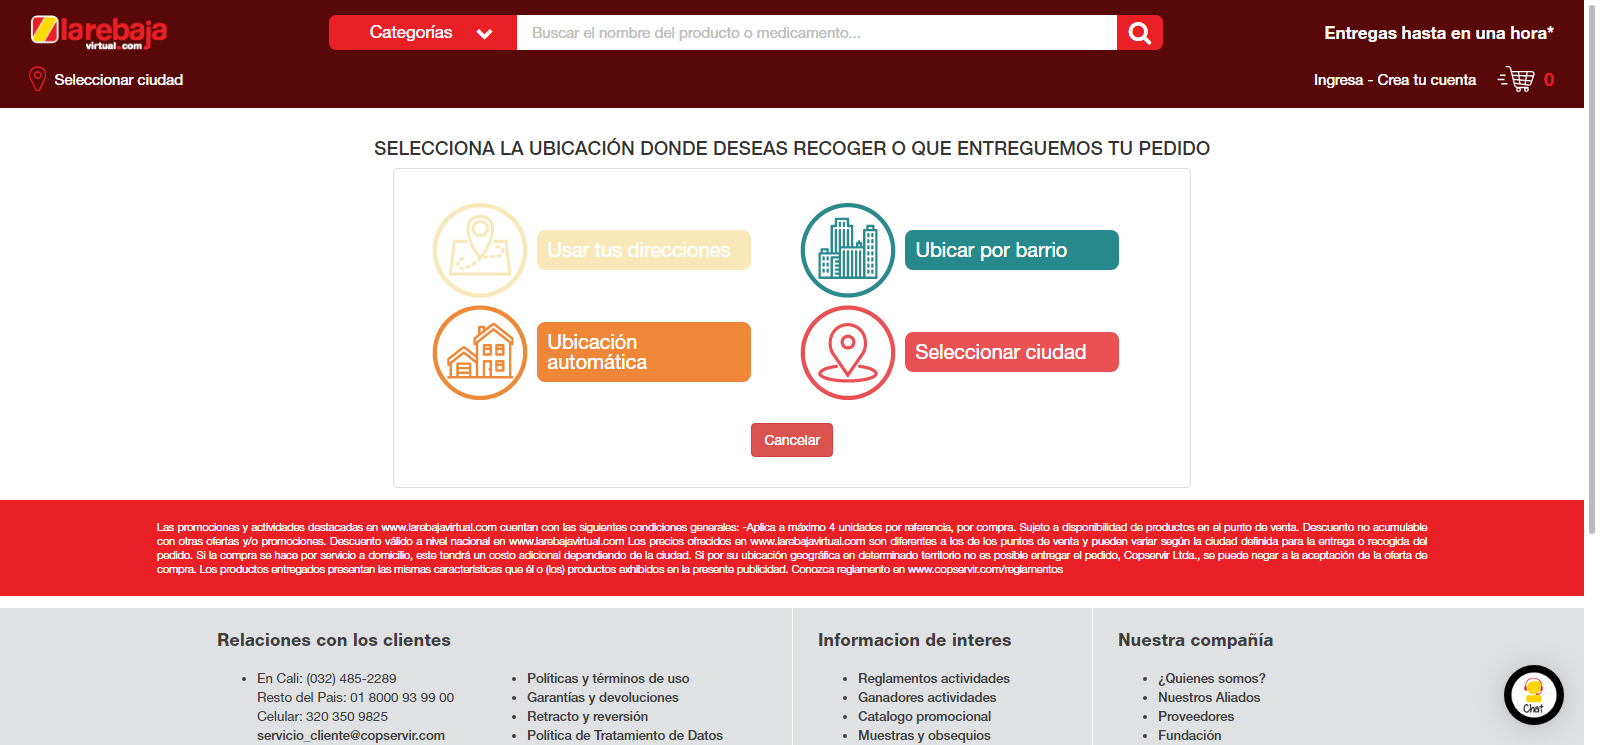 larebaja
virtual.com
Categorías
Buscar el nombre del producto o medicamento...
Entregas hasta en una hora*
Seleccionar ciudad
Ingresa - Crea tu cuenta
0
SELECCIONA LA UBICACIÓN DONDE DESEAS RECOGER O QUE ENTREGUEMOS TU PEDIDO
Usar tus direcciones
Ubicar por barrio
Ubicación
automática
Seleccionar ciudad
Cancelar
Las promociones y actividades destacadas en www.larebajavirtual.com cuentan con las siguientes condiciones generales: -Aplica a máximo 4 unidades por referencia, por compra. Sujeto a disponibilidad de productos en el punto de venta. Descuento no acumulable
con otras ofertas y/o promociones. Descuento válido a nivel nacional en www.larebajavirtual.com Los precios ofrecidos en www.larebajavirtual.com son diferentes a los de los puntos de venta y pueden variar según la ciudad definida para la entrega o recogida del
pedido. Si la compra se hace por servicio a domicilio, este tendrá un costo adicional dependiendo de la ciudad. Si por su ubicación geográfica en determinado territorio no es posible entregar el pedido, Copservir Ltda., se puede negar a la aceptación de la oferta de
compra. Los productos entregados presentan las mismas características que él o (los) productos exhibidos en la presente publicidad. Conozca reglamento en www.copservir.com/reglamentos
Relaciones con los clientes
En Cali: (032) 485-2289
Resto del Pais: 01 8000 93 99 00
Celular: 320 350 9825
servicio_cliente@copservir.com
Políticas y términos de uso
Garantías y devoluciones
Retracto y reversión
Política de Tratamiento de Datos
Informacion de interes
Reglamentos actividades
Ganadores actividades
Catalogo promocional
Muestras y obsequios
Nuestra compañía
¿Quienes somos?
Nuestros Aliados
Proveedores
Fundación
Chat